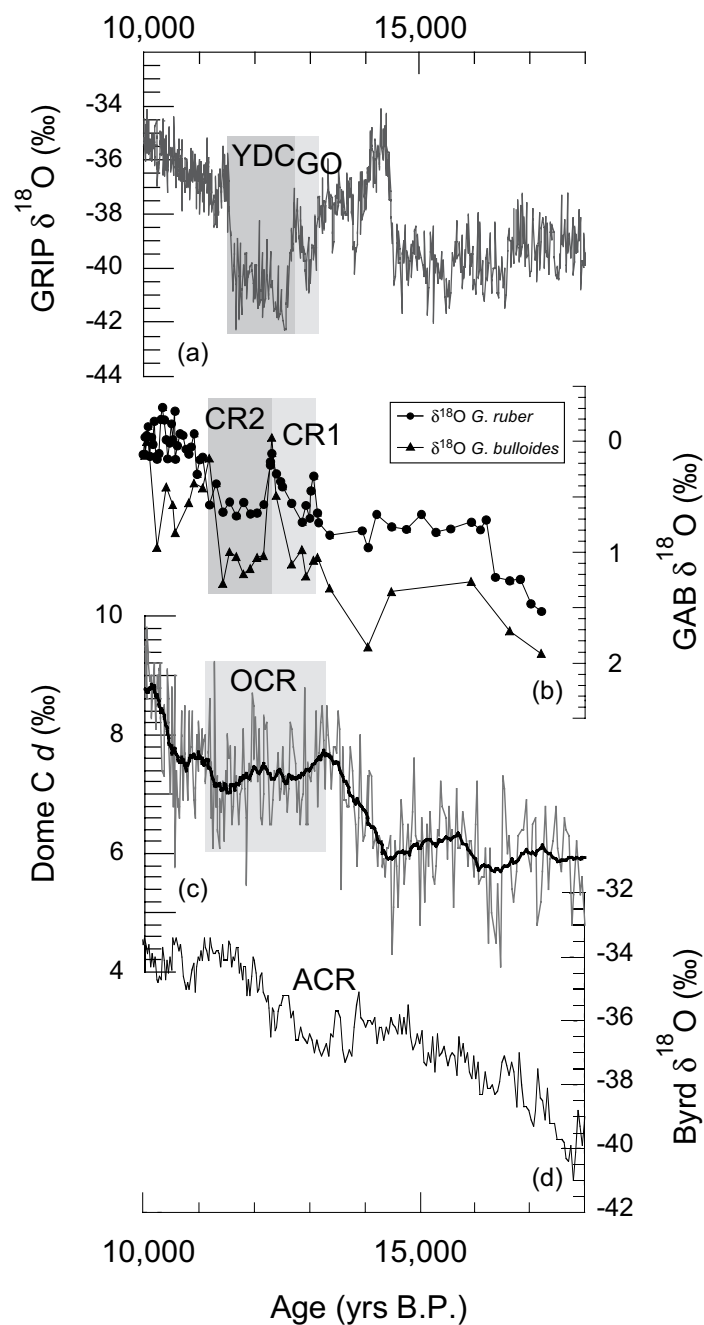 10,000 15,000
-34
-36
-38
-40
-42
-44
GRIP δ¹⁸O (‰)
YDC GO
(a)
CR2 CR1
δ¹⁸O G. ruber
δ¹⁸O G. bulloides
0
1
2
GAB δ¹⁸O (‰)
(b)
10
8
6
4
Dome C d (‰)
OCR
(c)
ACR
-32
-34
-36
-38
-40
-42
Byrd δ¹⁸O (‰)
(d)
10,000 15,000
Age (yrs B.P.)